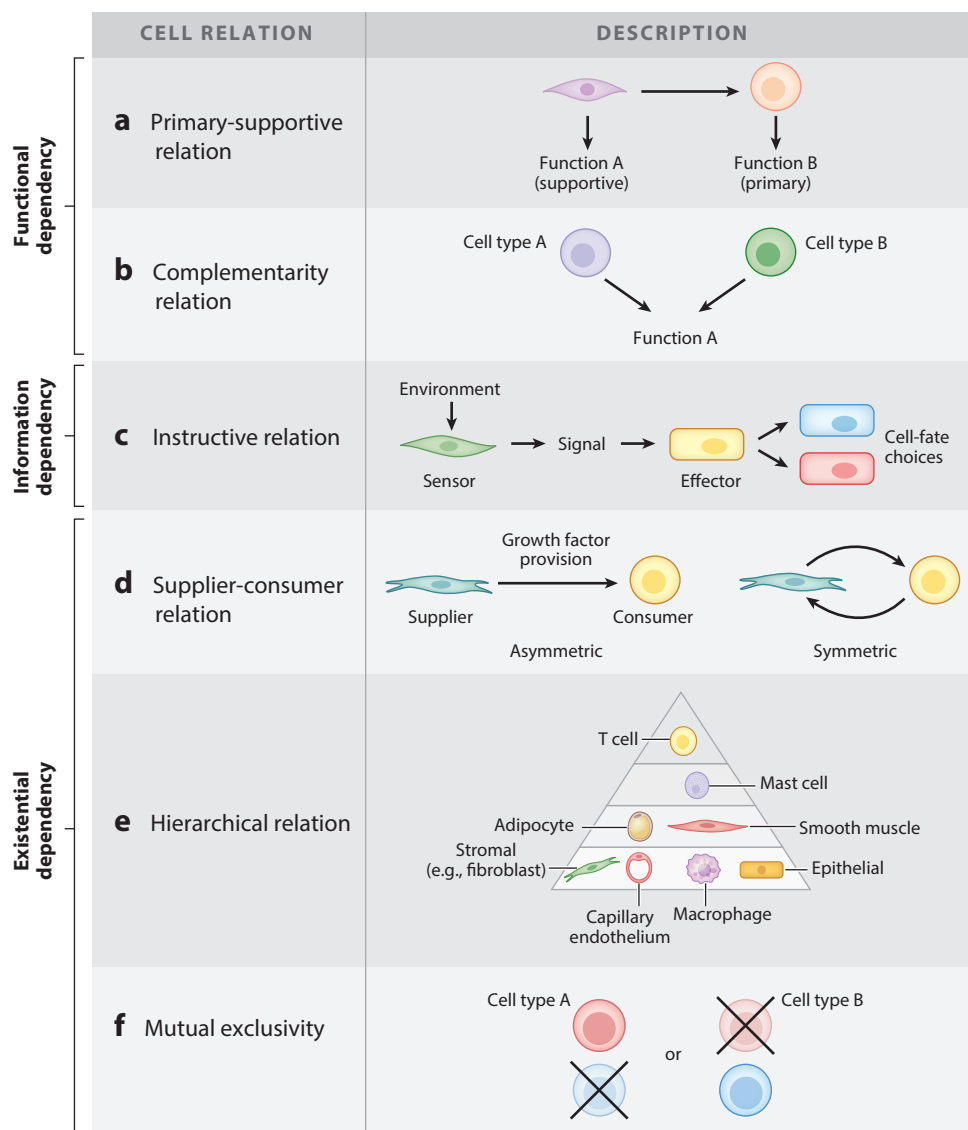 CELL RELATION
DESCRIPTION
Functional
dependency
a Primary-supportive
relation
Function A
(supportive)
Function B
(primary)
b Complementarity
relation
Cell type A
Cell type B
Function A
Information
dependency
c Instructive relation
Environment
Sensor
Signal
Effector
Cell-fate
choices
Existential
dependency
d Supplier-consumer
relation
Growth factor
provision
Supplier
Consumer
Asymmetric
Symmetric
e Hierarchical relation
T cell
Mast cell
Adipocyte
Smooth muscle
Stromal
(e.g., fibroblast)
Epithelial
Capillary
endothelium
Macrophage
f Mutual exclusivity
Cell type A
Cell type B
or